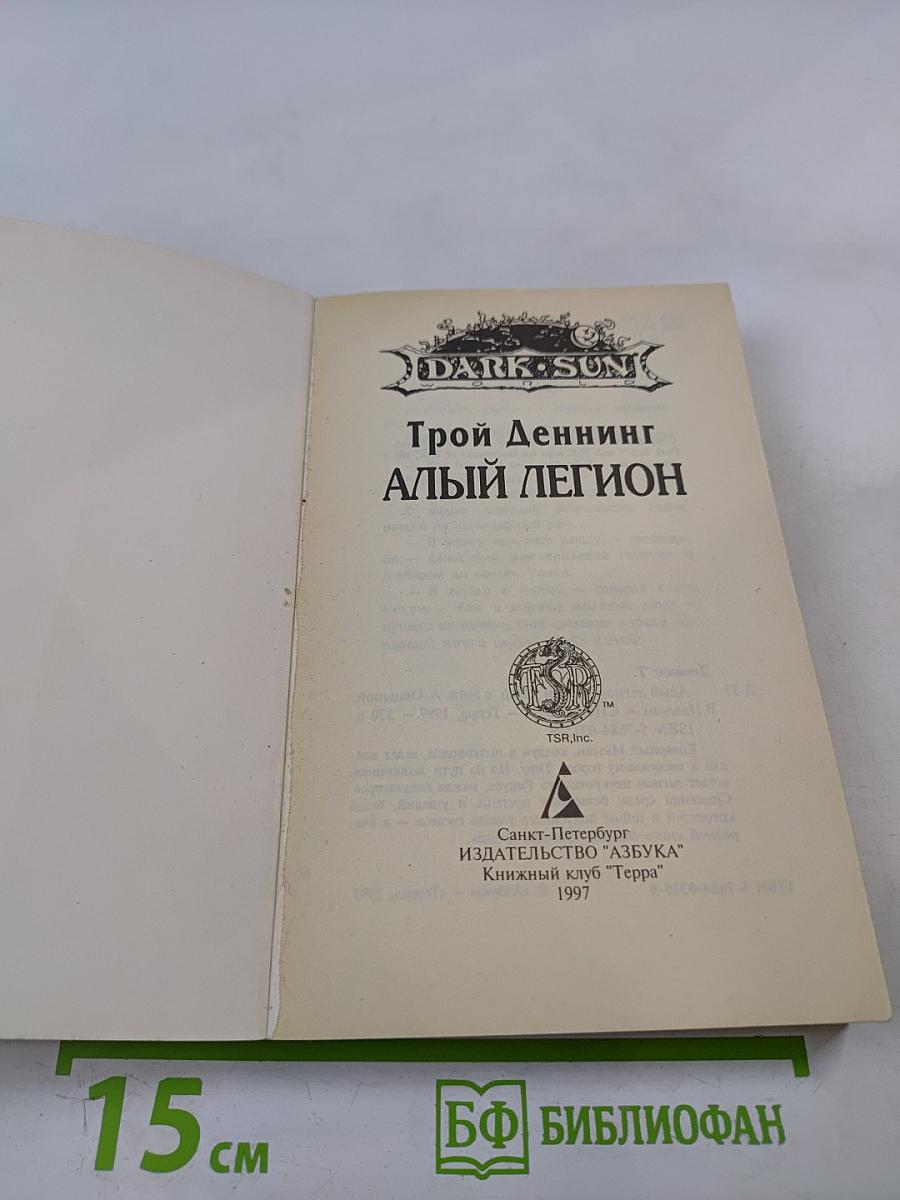 DARK·SUN
WORLD
Трой Деннинг
АЛЫЙ ЛЕГИОН
TSR
TM
TSR, Inc.
Санкт-Петербург
ИЗДАТЕЛЬСТВО "АЗБУКА"
Книжный клуб "Терра"
1997
15 см
БФ БИБЛИОФАН